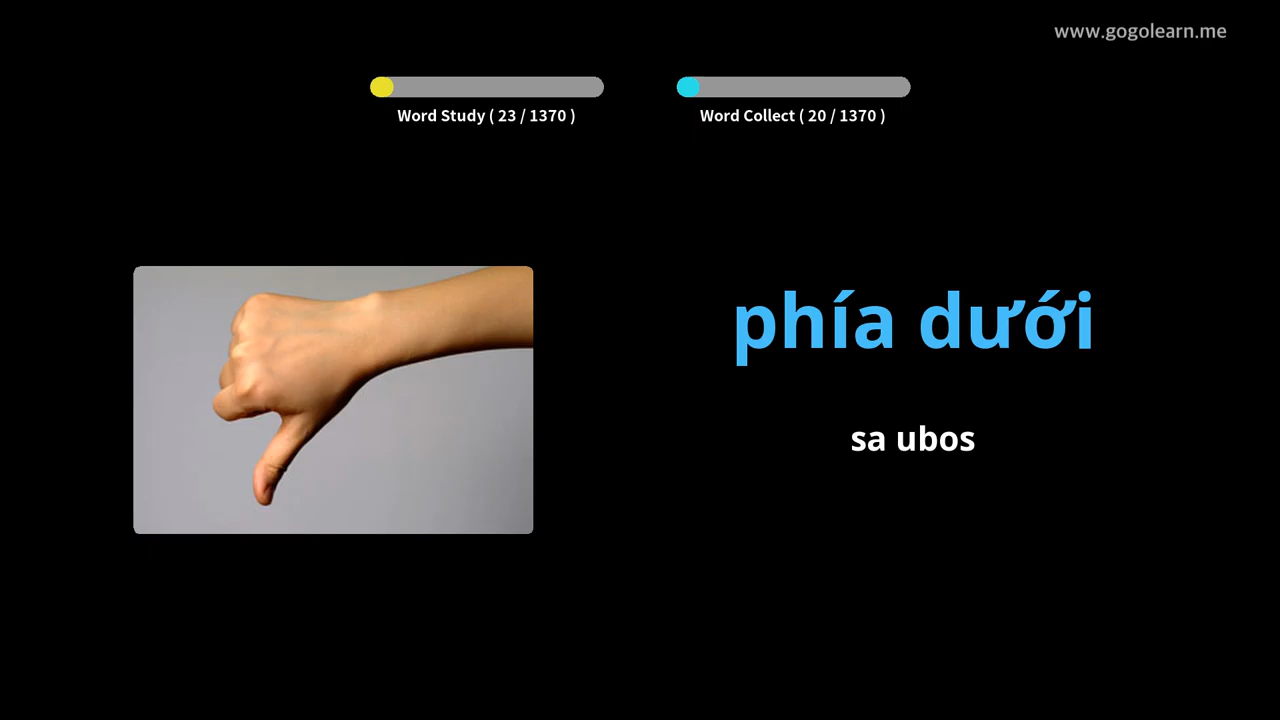 www.gogolearn.me
Word Study ( 23 / 1370 )
Word Collect ( 20 / 1370 )
phía dưới
sa ubos